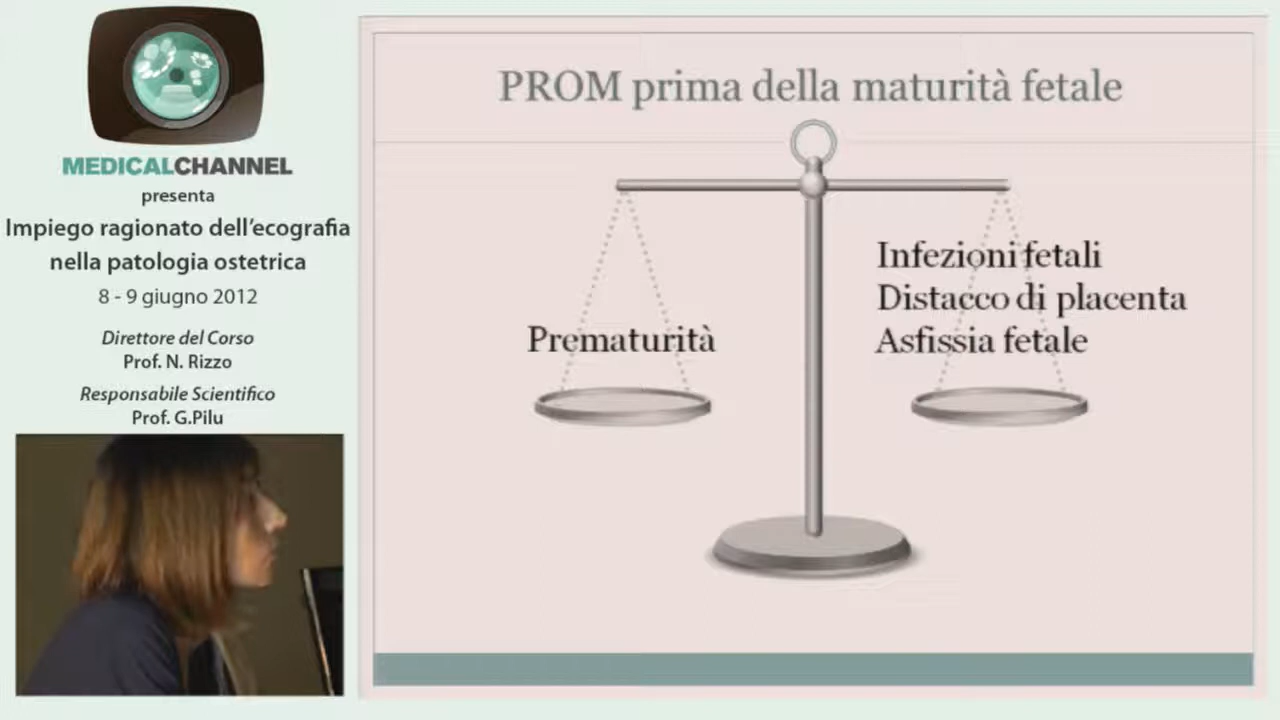 MEDICALCHANNEL
presenta
Impiego ragionato dell'ecografia
nella patologia ostetrica
8 - 9 giugno 2012
Direttore del Corso
Prof. N. Rizzo
Responsabile Scientifico
Prof. G.Pilu
PROM prima della maturità fetale
Prematurità
Infezioni fetali
Distacco di placenta
Asfissia fetale